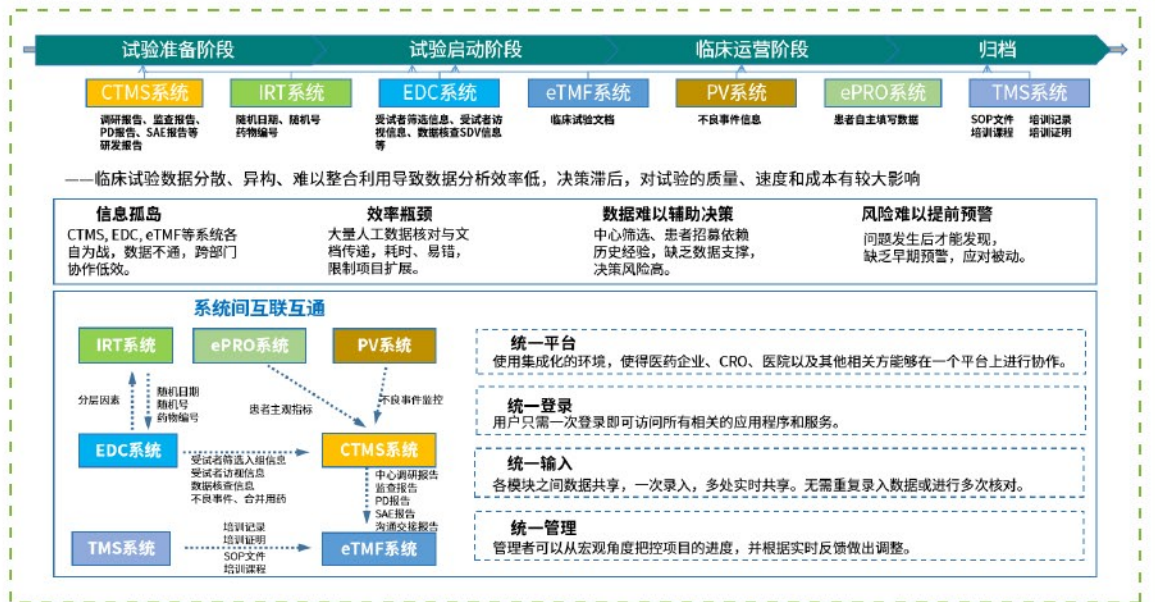 试验准备阶段
试验启动阶段
临床运营阶段
归档
CTMS系统
IRT系统
EDC系统
eTMF系统
PV系统
ePRO系统
TMS系统
调研报告、监查报告、
PD报告、SAE报告等
研发报告
随机日期、随机号
药物编号
受试者筛选信息、受试者访
视信息、数据核查SDV信息
等
临床试验文档
不良事件信息
患者自主填写数据
SOP文件
培训课程
培训记录
培训证明
——临床试验数据分散、异构、难以整合利用导致数据分析效率低，决策滞后，对试验的质量、速度和成本有较大影响
信息孤岛
CTMS, EDC, eTMF等系统各
自为战，数据不通，跨部门
协作低效。
效率瓶颈
大量人工数据核对与文
档传递，耗时、易错，
限制项目扩展。
数据难以辅助决策
中心筛选、患者招募依赖
历史经验，缺乏数据支撑，
决策风险高。
风险难以提前预警
问题发生后才能发现，
缺乏早期预警，应对被动。
系统间互联互通
IRT系统
ePRO系统
PV系统
分层因素
随机日期
随机号
药物编号
患者主观指标
不良事件监控
EDC系统
CTMS系统
受试者筛选入组信息
受试者访视信息
数据核查信息
不良事件、合并用药
中心调研报告
监查报告
PD报告
SAE报告
沟通交接报告
TMS系统
培训记录
培训证明
SOP文件
培训课程
eTMF系统
统一平台
使用集成化的环境，使得医药企业、CRO、医院以及其他相关方能够在一个平台上进行协作。
统一登录
用户只需一次登录即可访问所有相关的应用程序和服务。
统一输入
各模块之间数据共享，一次录入，多处实时共享。无需重复录入数据或进行多次核对。
统一管理
管理者可以从宏观角度把控项目的进度，并根据实时反馈做出调整。